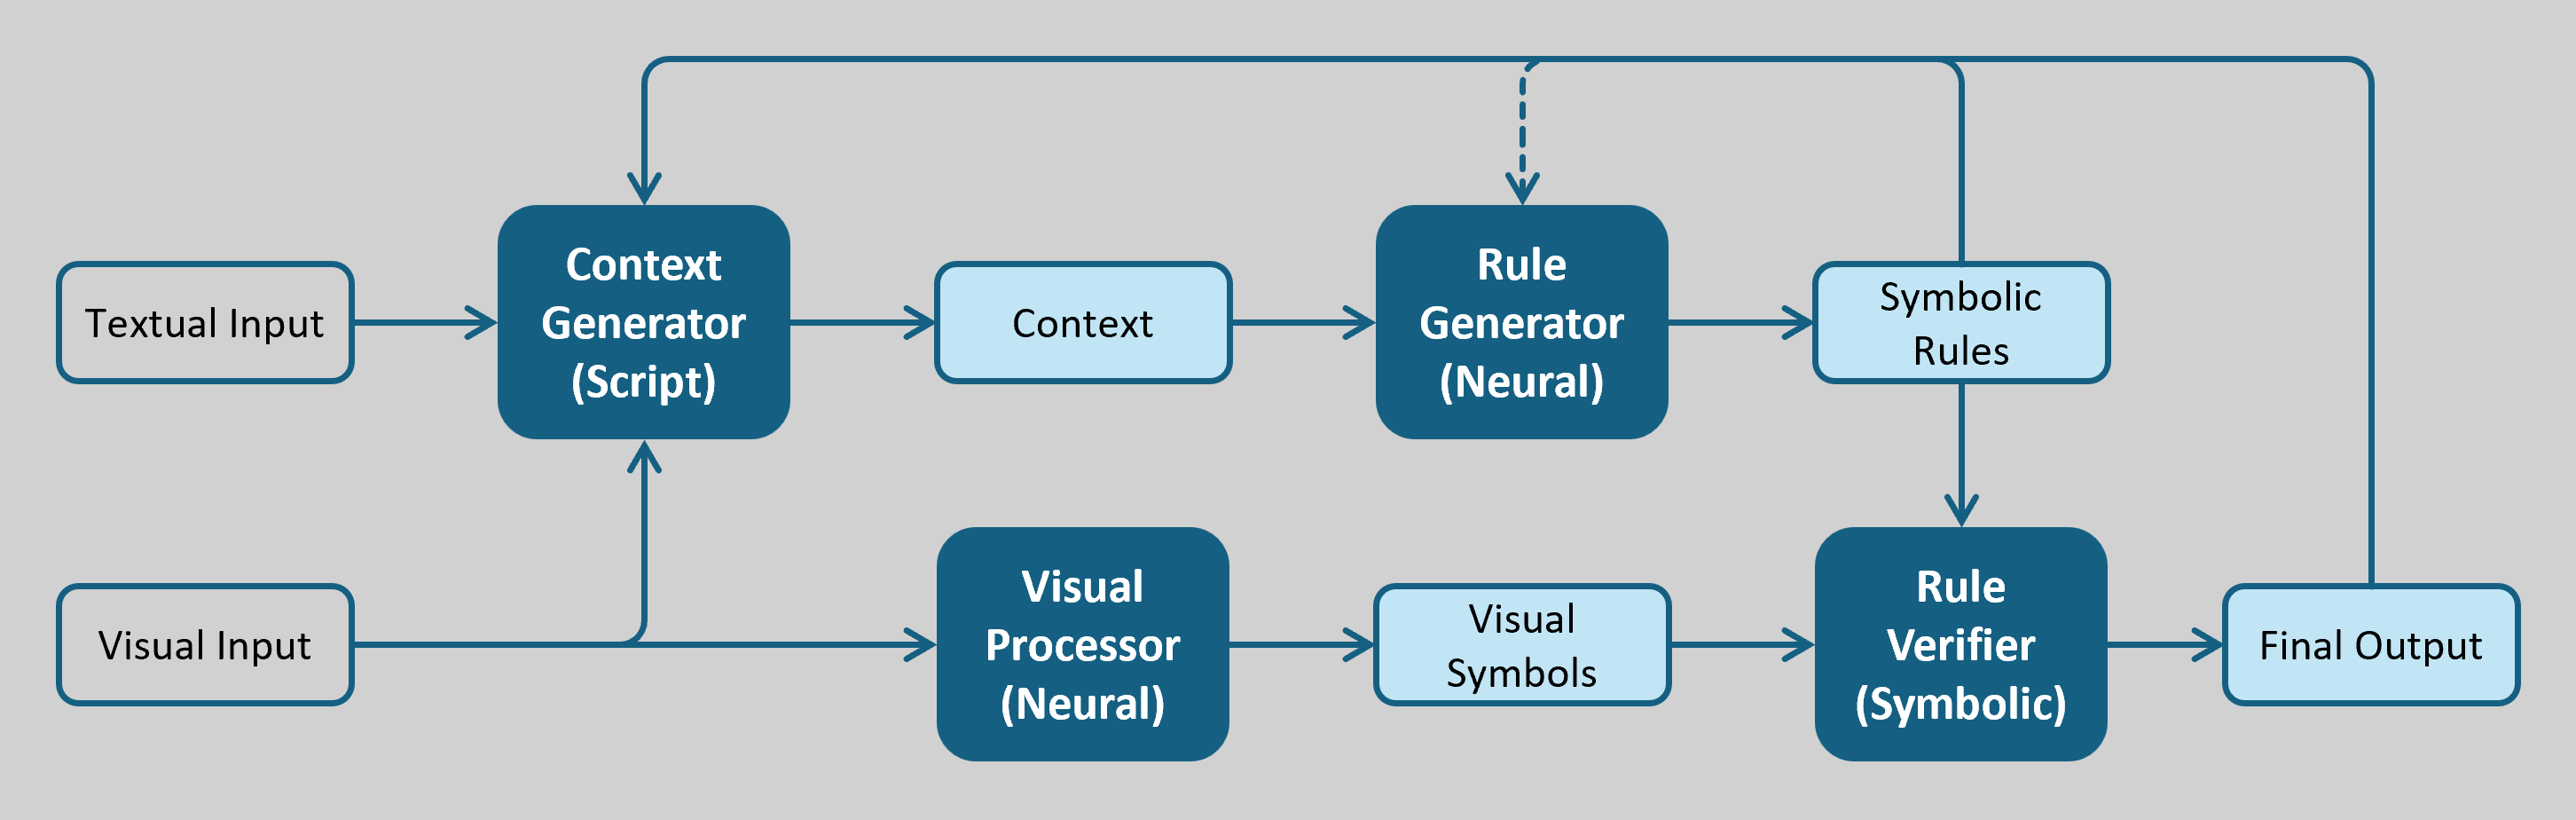 Textual Input
Context
Generator
(Script)
Context
Rule
Generator
(Neural)
Symbolic
Rules
Visual Input
Visual
Processor
(Neural)
Visual
Symbols
Rule
Verifier
(Symbolic)
Final Output